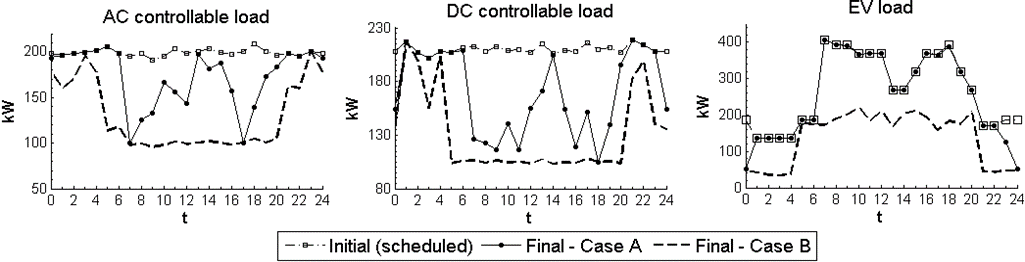 AC controllable load
kW
200
150
100
50
0 2 4 6 8 10 12 14 16 18 20 22 24
t
DC controllable load
kW
230
180
130
80
0 2 4 6 8 10 12 14 16 18 20 22 24
t
EV load
kW
400
300
200
100
0
0 2 4 6 8 10 12 14 16 18 20 22 24
t
Initial (scheduled) Final - Case A Final - Case B